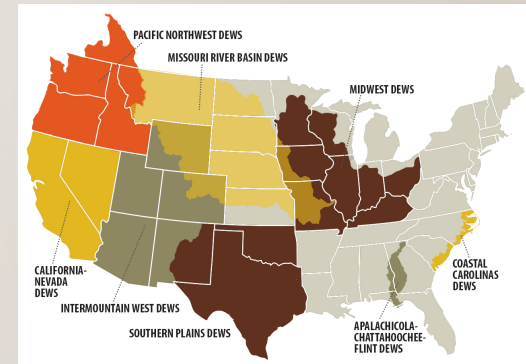 PACIFIC NORTHWEST DEWS
MISSOURI RIVER BASIN DEWS
MIDWEST DEWS
CALIFORNIA-
NEVADA
DEWS
INTERMOUNTAIN WEST DEWS
SOUTHERN PLAINS DEWS
APALACHICOLA-
CHATTAHOOCHEE-
FLINT DEWS
COASTAL
CAROLINAS
DEWS